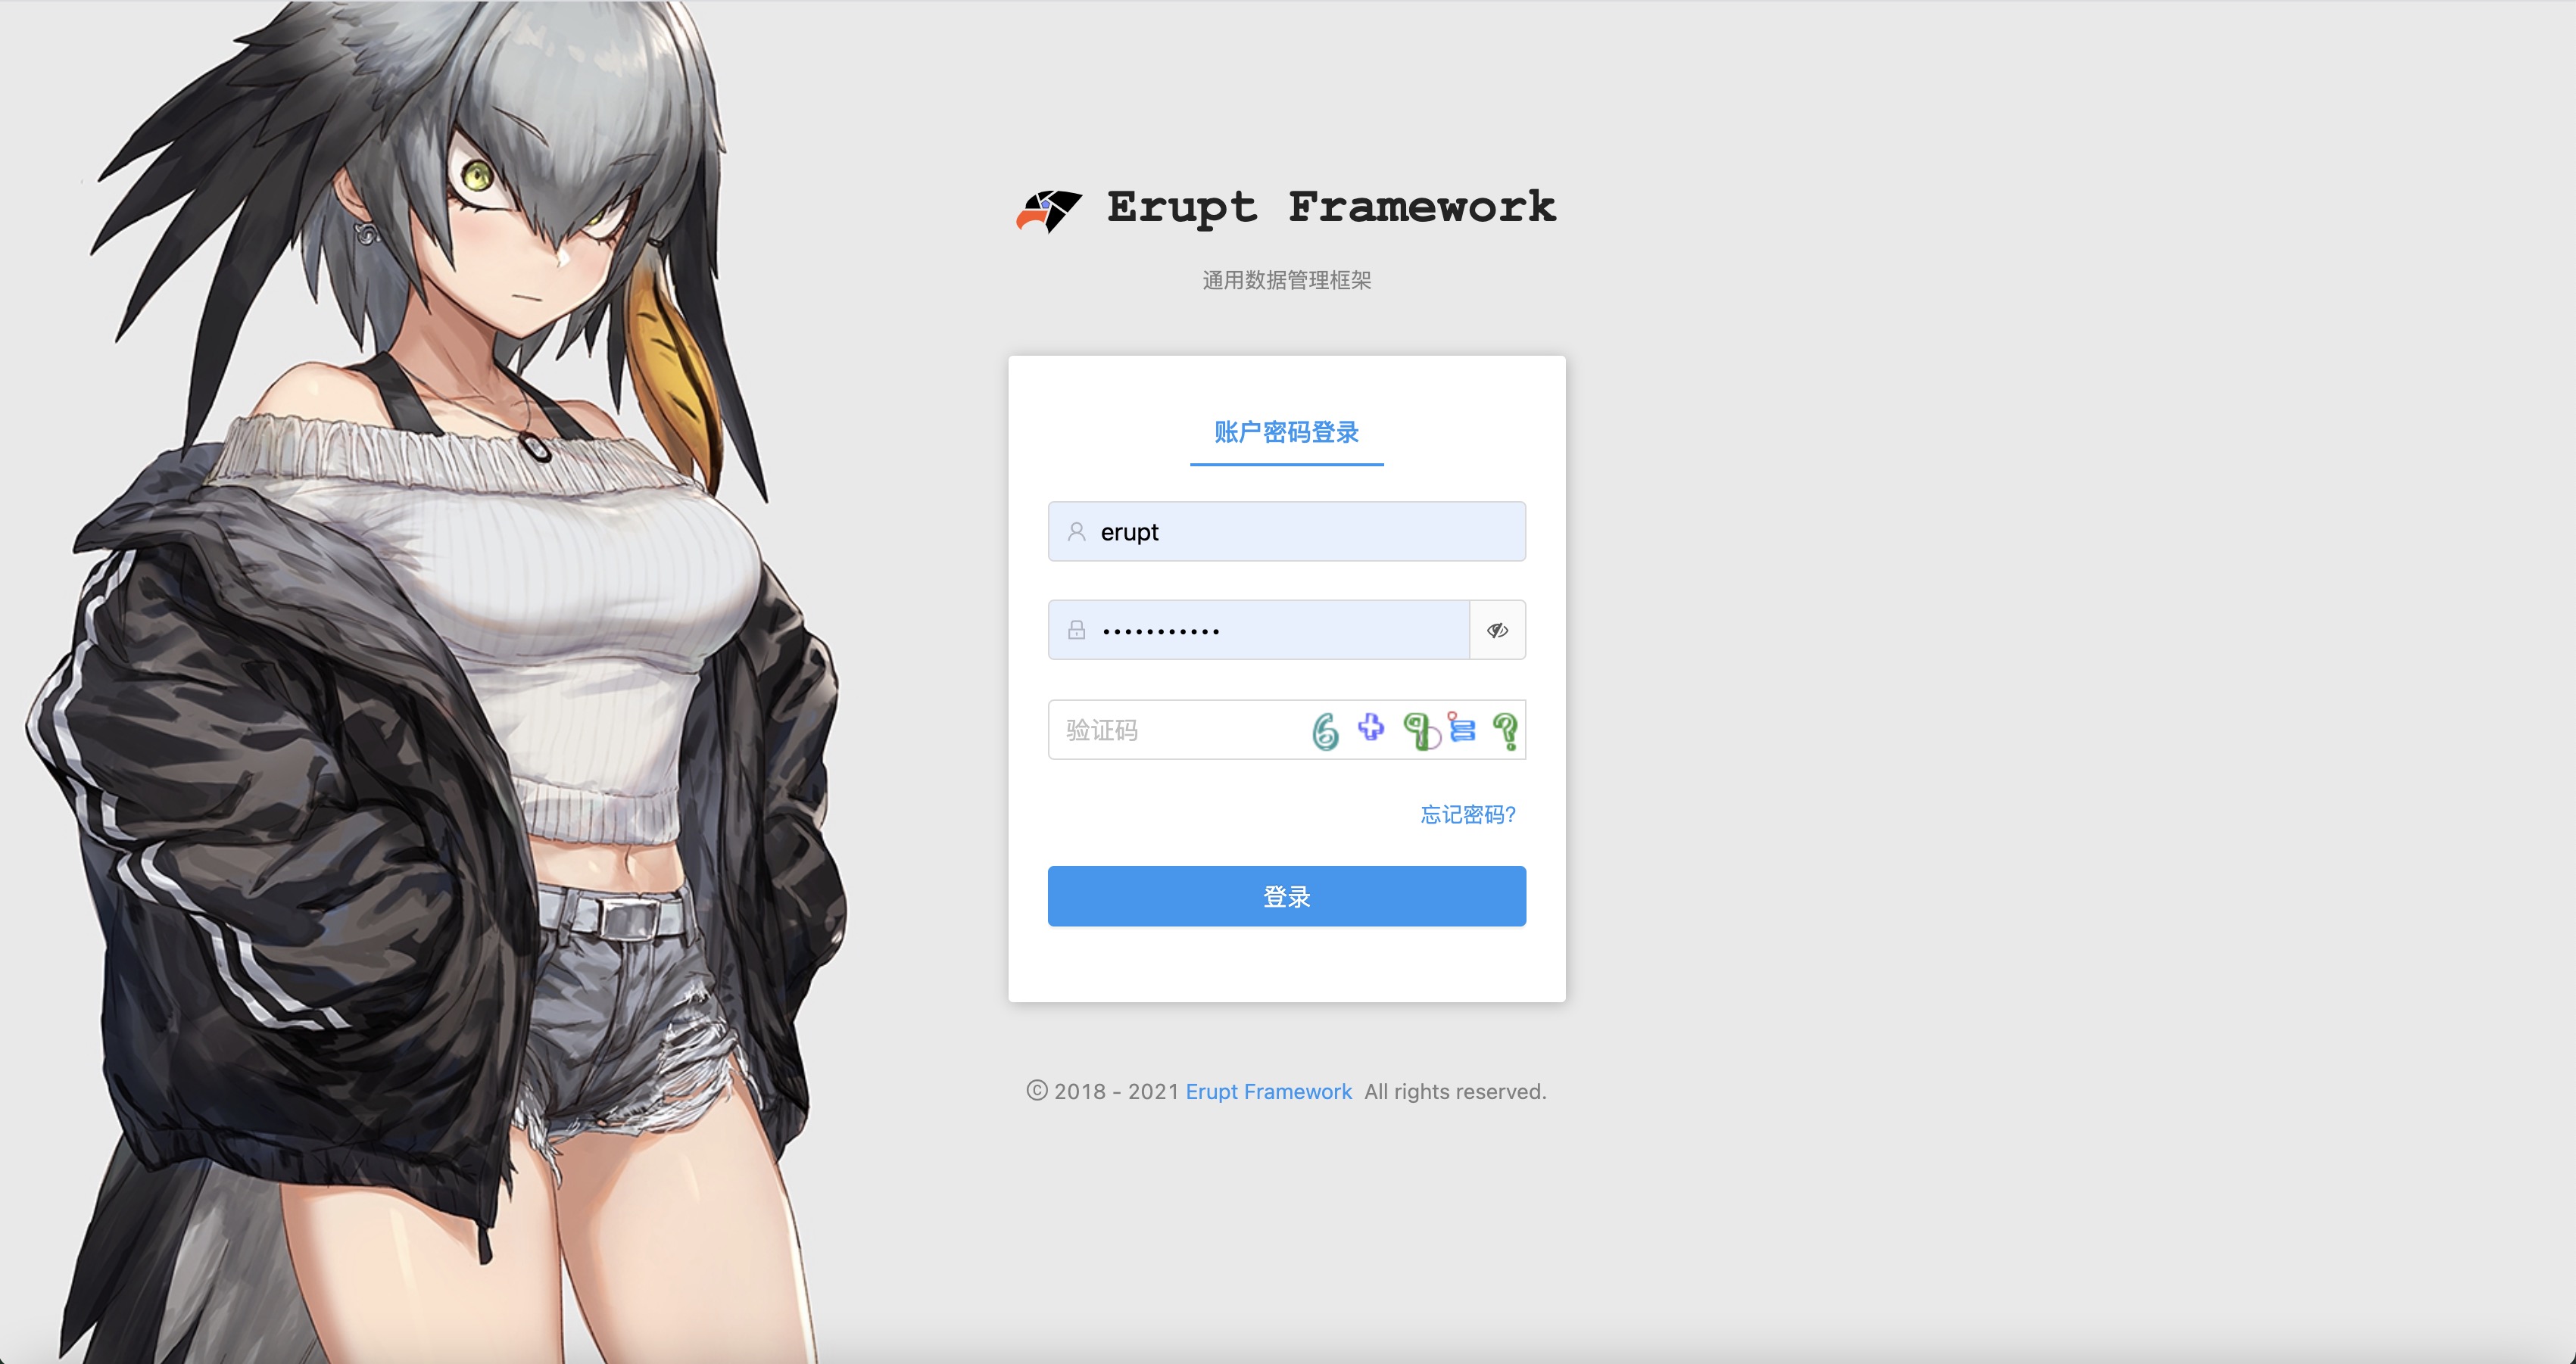 Erupt Framework
通用数据管理框架
账户密码登录
erupt
•••••••••••
验证码 6 + 9 = ?
忘记密码?
登录
© 2018 - 2021 Erupt Framework All rights reserved.